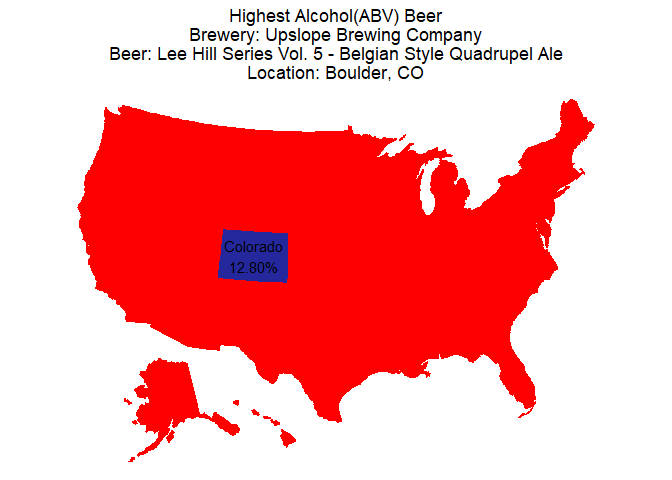 Highest Alcohol(ABV) Beer
Brewery: Upslope Brewing Company
Beer: Lee Hill Series Vol. 5 - Belgian Style Quadrupel Ale
Location: Boulder, CO
Colorado
12.80%